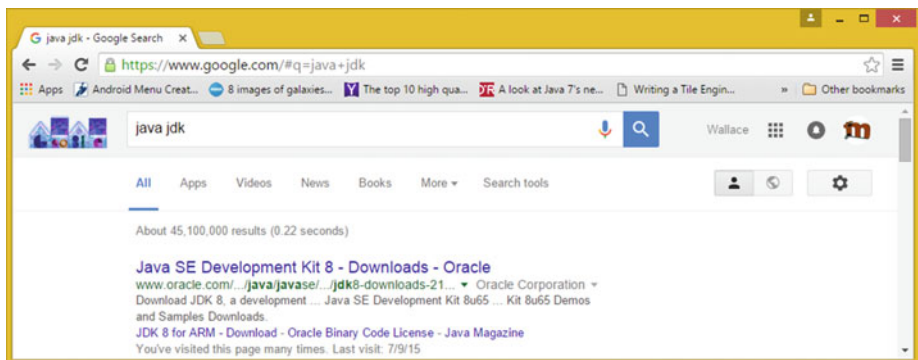 java jdk - Google Search
https://www.google.com/#q=java+jdk
Apps Android Menu Creat... 8 images of galaxies... The top 10 high qua... A look at Java 7's ne... Writing a Tile Engin... » Other bookmarks
java jdk
Wallace
All Apps Videos News Books More Search tools
About 45,100,000 results (0.22 seconds)
Java SE Development Kit 8 - Downloads - Oracle
www.oracle.com/.../java/javase/.../jdk8-downloads-21... Oracle Corporation
Download JDK 8, a development ... Java SE Development Kit 8u65 ... Kit 8u65 Demos
and Samples Downloads.
JDK 8 for ARM - Download - Oracle Binary Code License - Java Magazine
You've visited this page many times. Last visit: 7/9/15